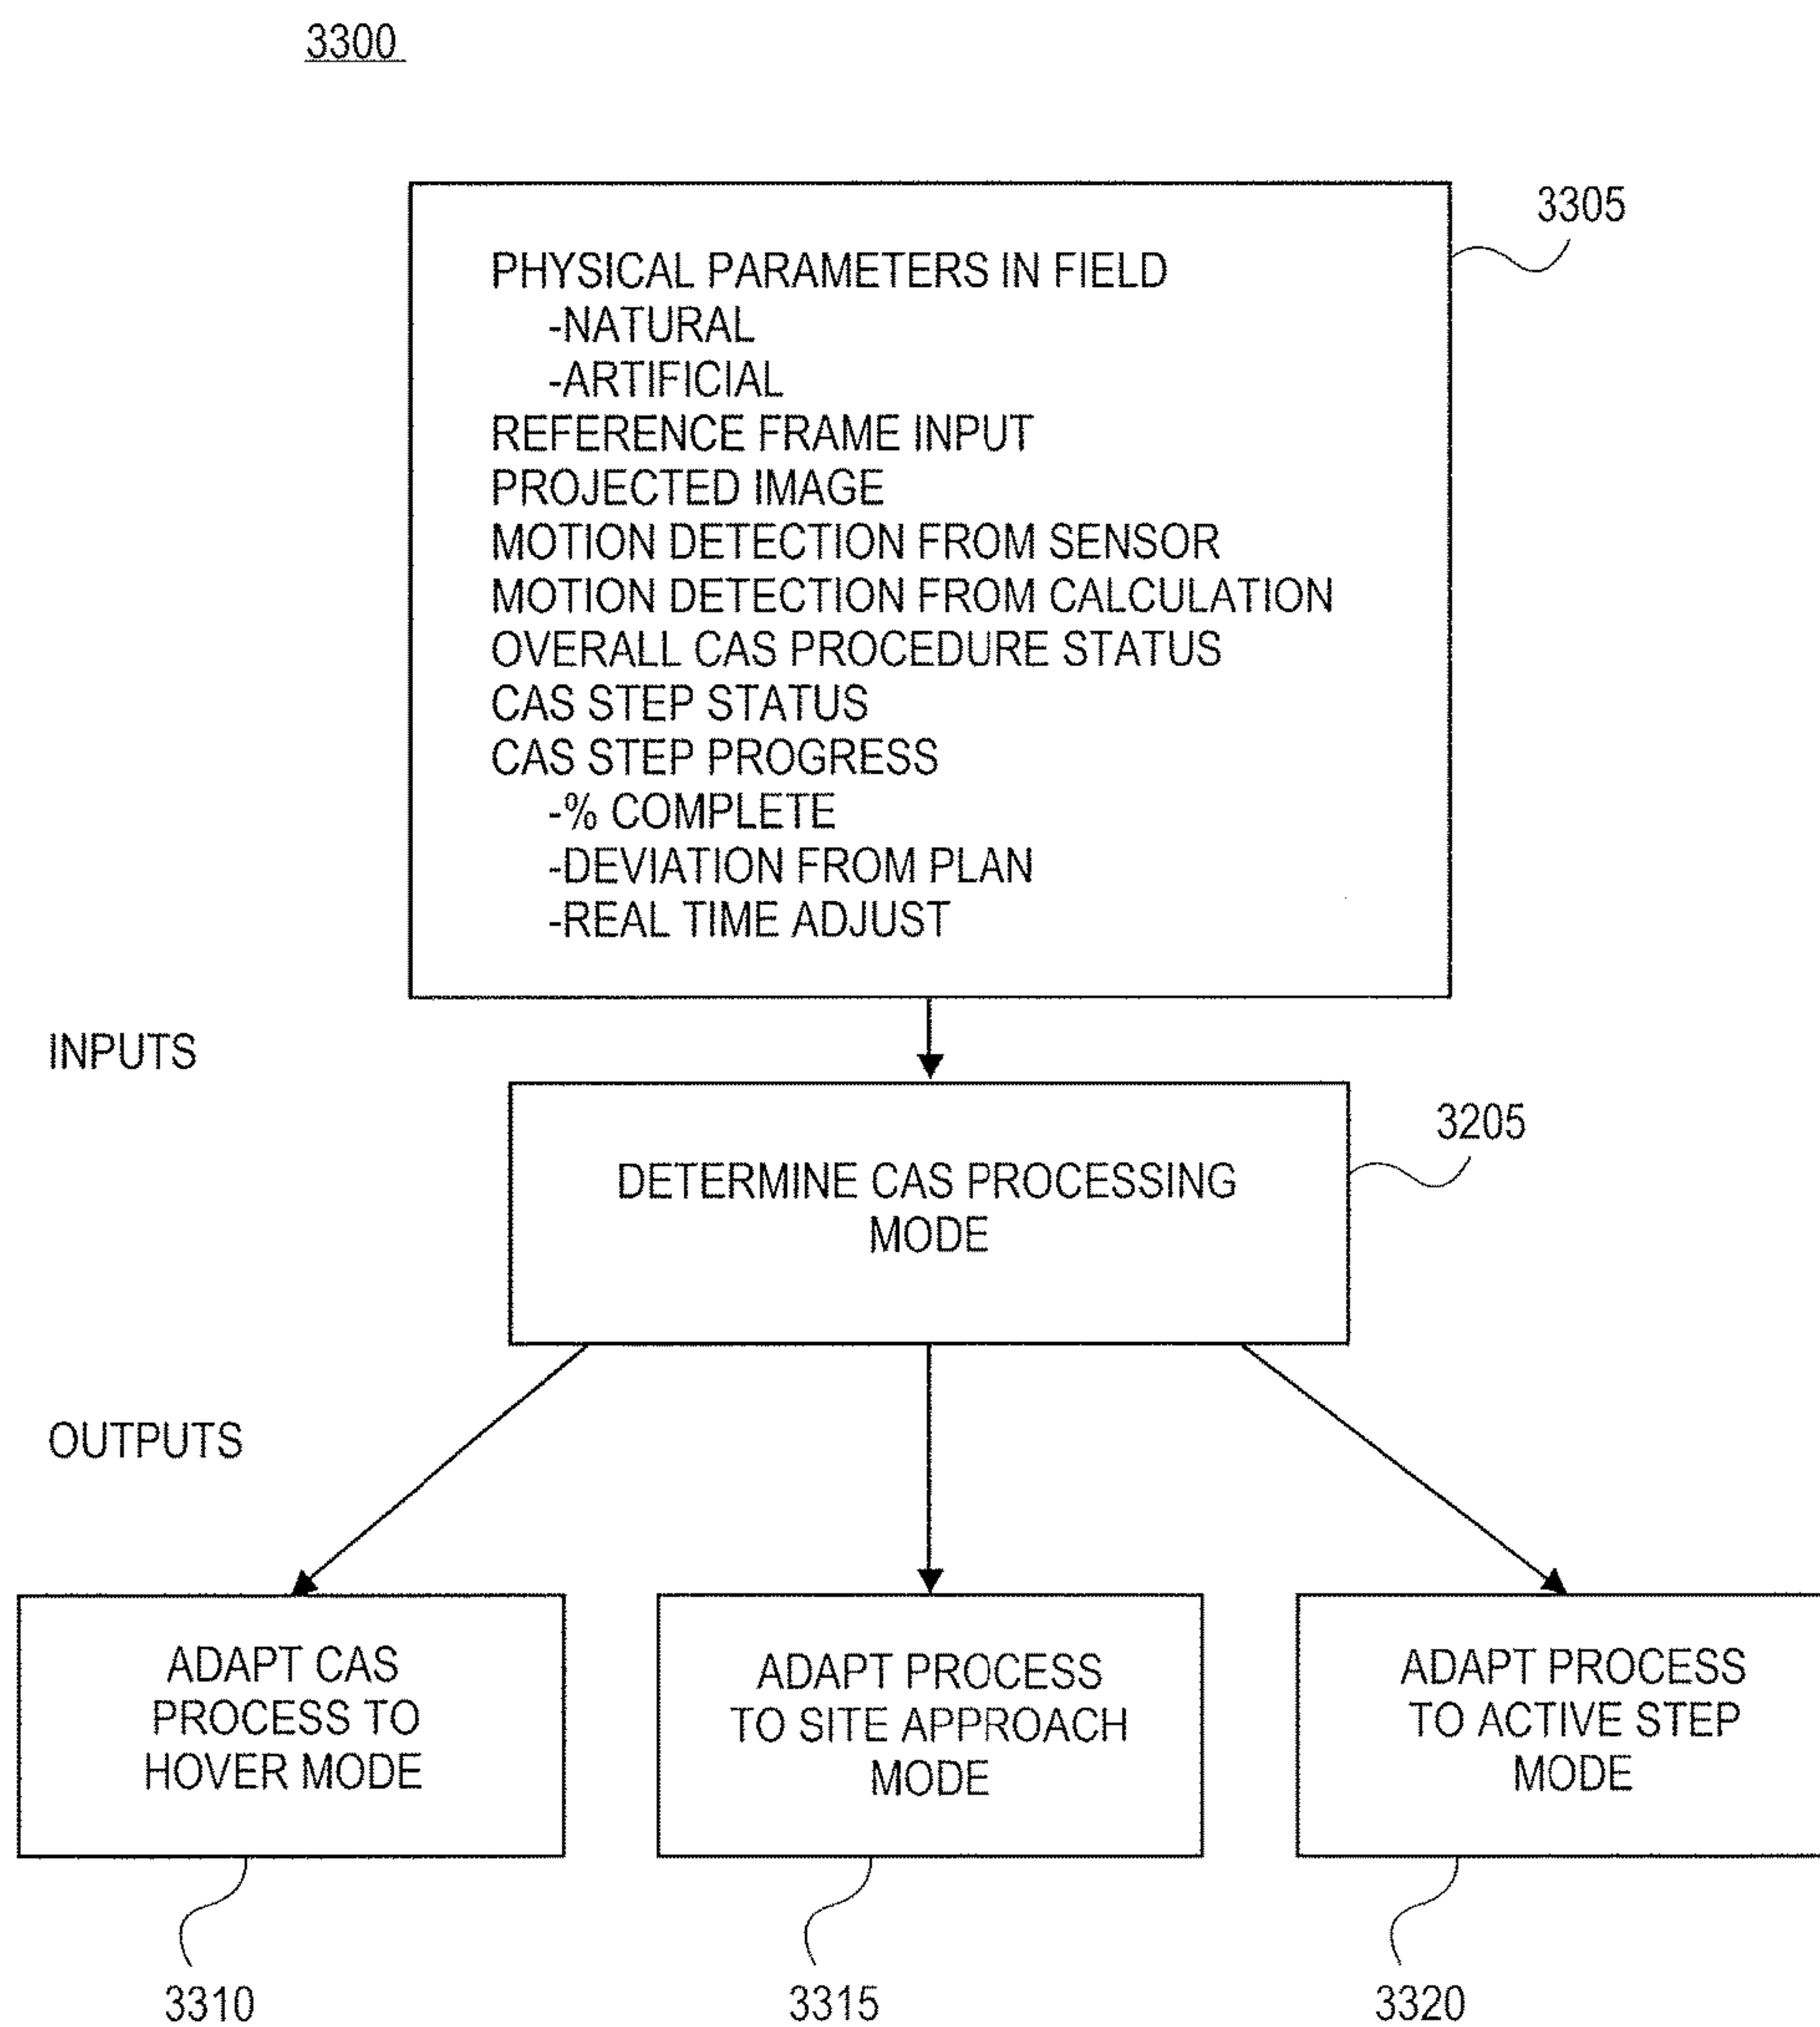 3300
3305
PHYSICAL PARAMETERS IN FIELD
-NATURAL
-ARTIFICIAL
REFERENCE FRAME INPUT
PROJECTED IMAGE
MOTION DETECTION FROM SENSOR
MOTION DETECTION FROM CALCULATION
OVERALL CAS PROCEDURE STATUS
CAS STEP STATUS
CAS STEP PROGRESS
-% COMPLETE
-DEVIATION FROM PLAN
-REAL TIME ADJUST
INPUTS
3205
DETERMINE CAS PROCESSING
MODE
OUTPUTS
ADAPT CAS
PROCESS TO
HOVER MODE
ADAPT PROCESS
TO SITE APPROACH
MODE
ADAPT PROCESS
TO ACTIVE STEP
MODE
3310
3315
3320